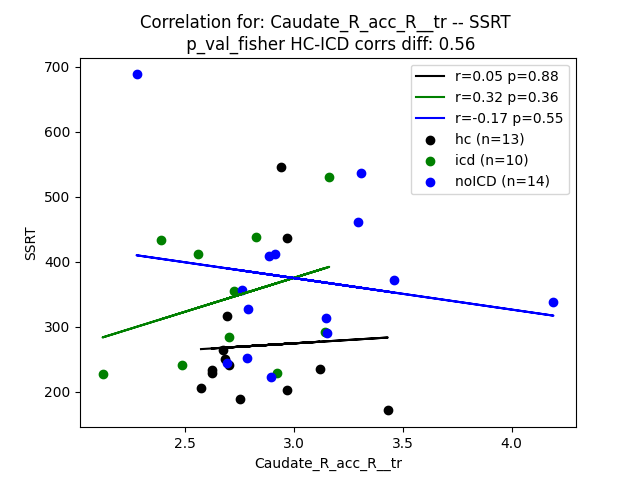 Correlation for: Caudate_R_acc_R__tr -- SSRT
p_val_fisher HC-ICD corrs diff: 0.56
r=0.05 p=0.88
r=0.32 p=0.36
r=-0.17 p=0.55
hc (n=13)
icd (n=10)
noICD (n=14)
700
600
500
400
300
200
SSRT
2.5 3.0 3.5 4.0
Caudate_R_acc_R__tr